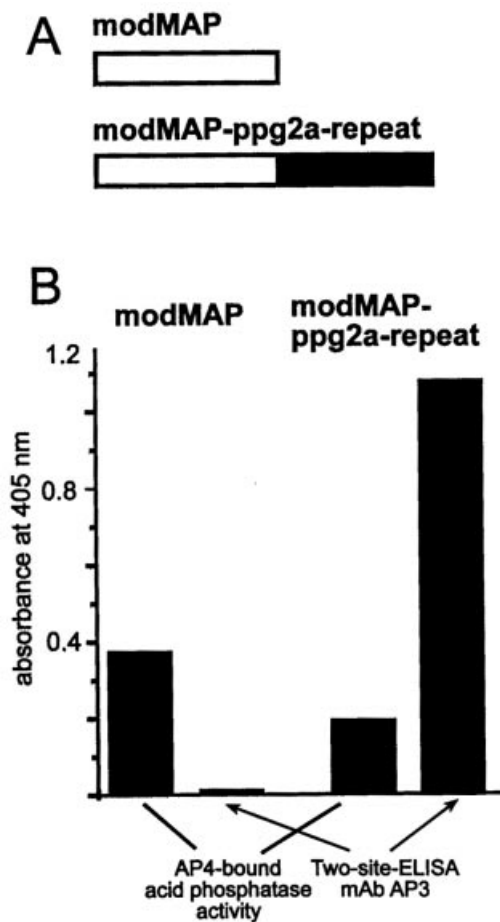 A
modMAP
modMAP-ppg2a-repeat
B
modMAP
modMAP-
ppg2a-repeat
1.2
0.8
0.4
absorbance at 405 nm
AP4-bound
acid phosphatase
activity
Two-site-ELISA
mAb AP3